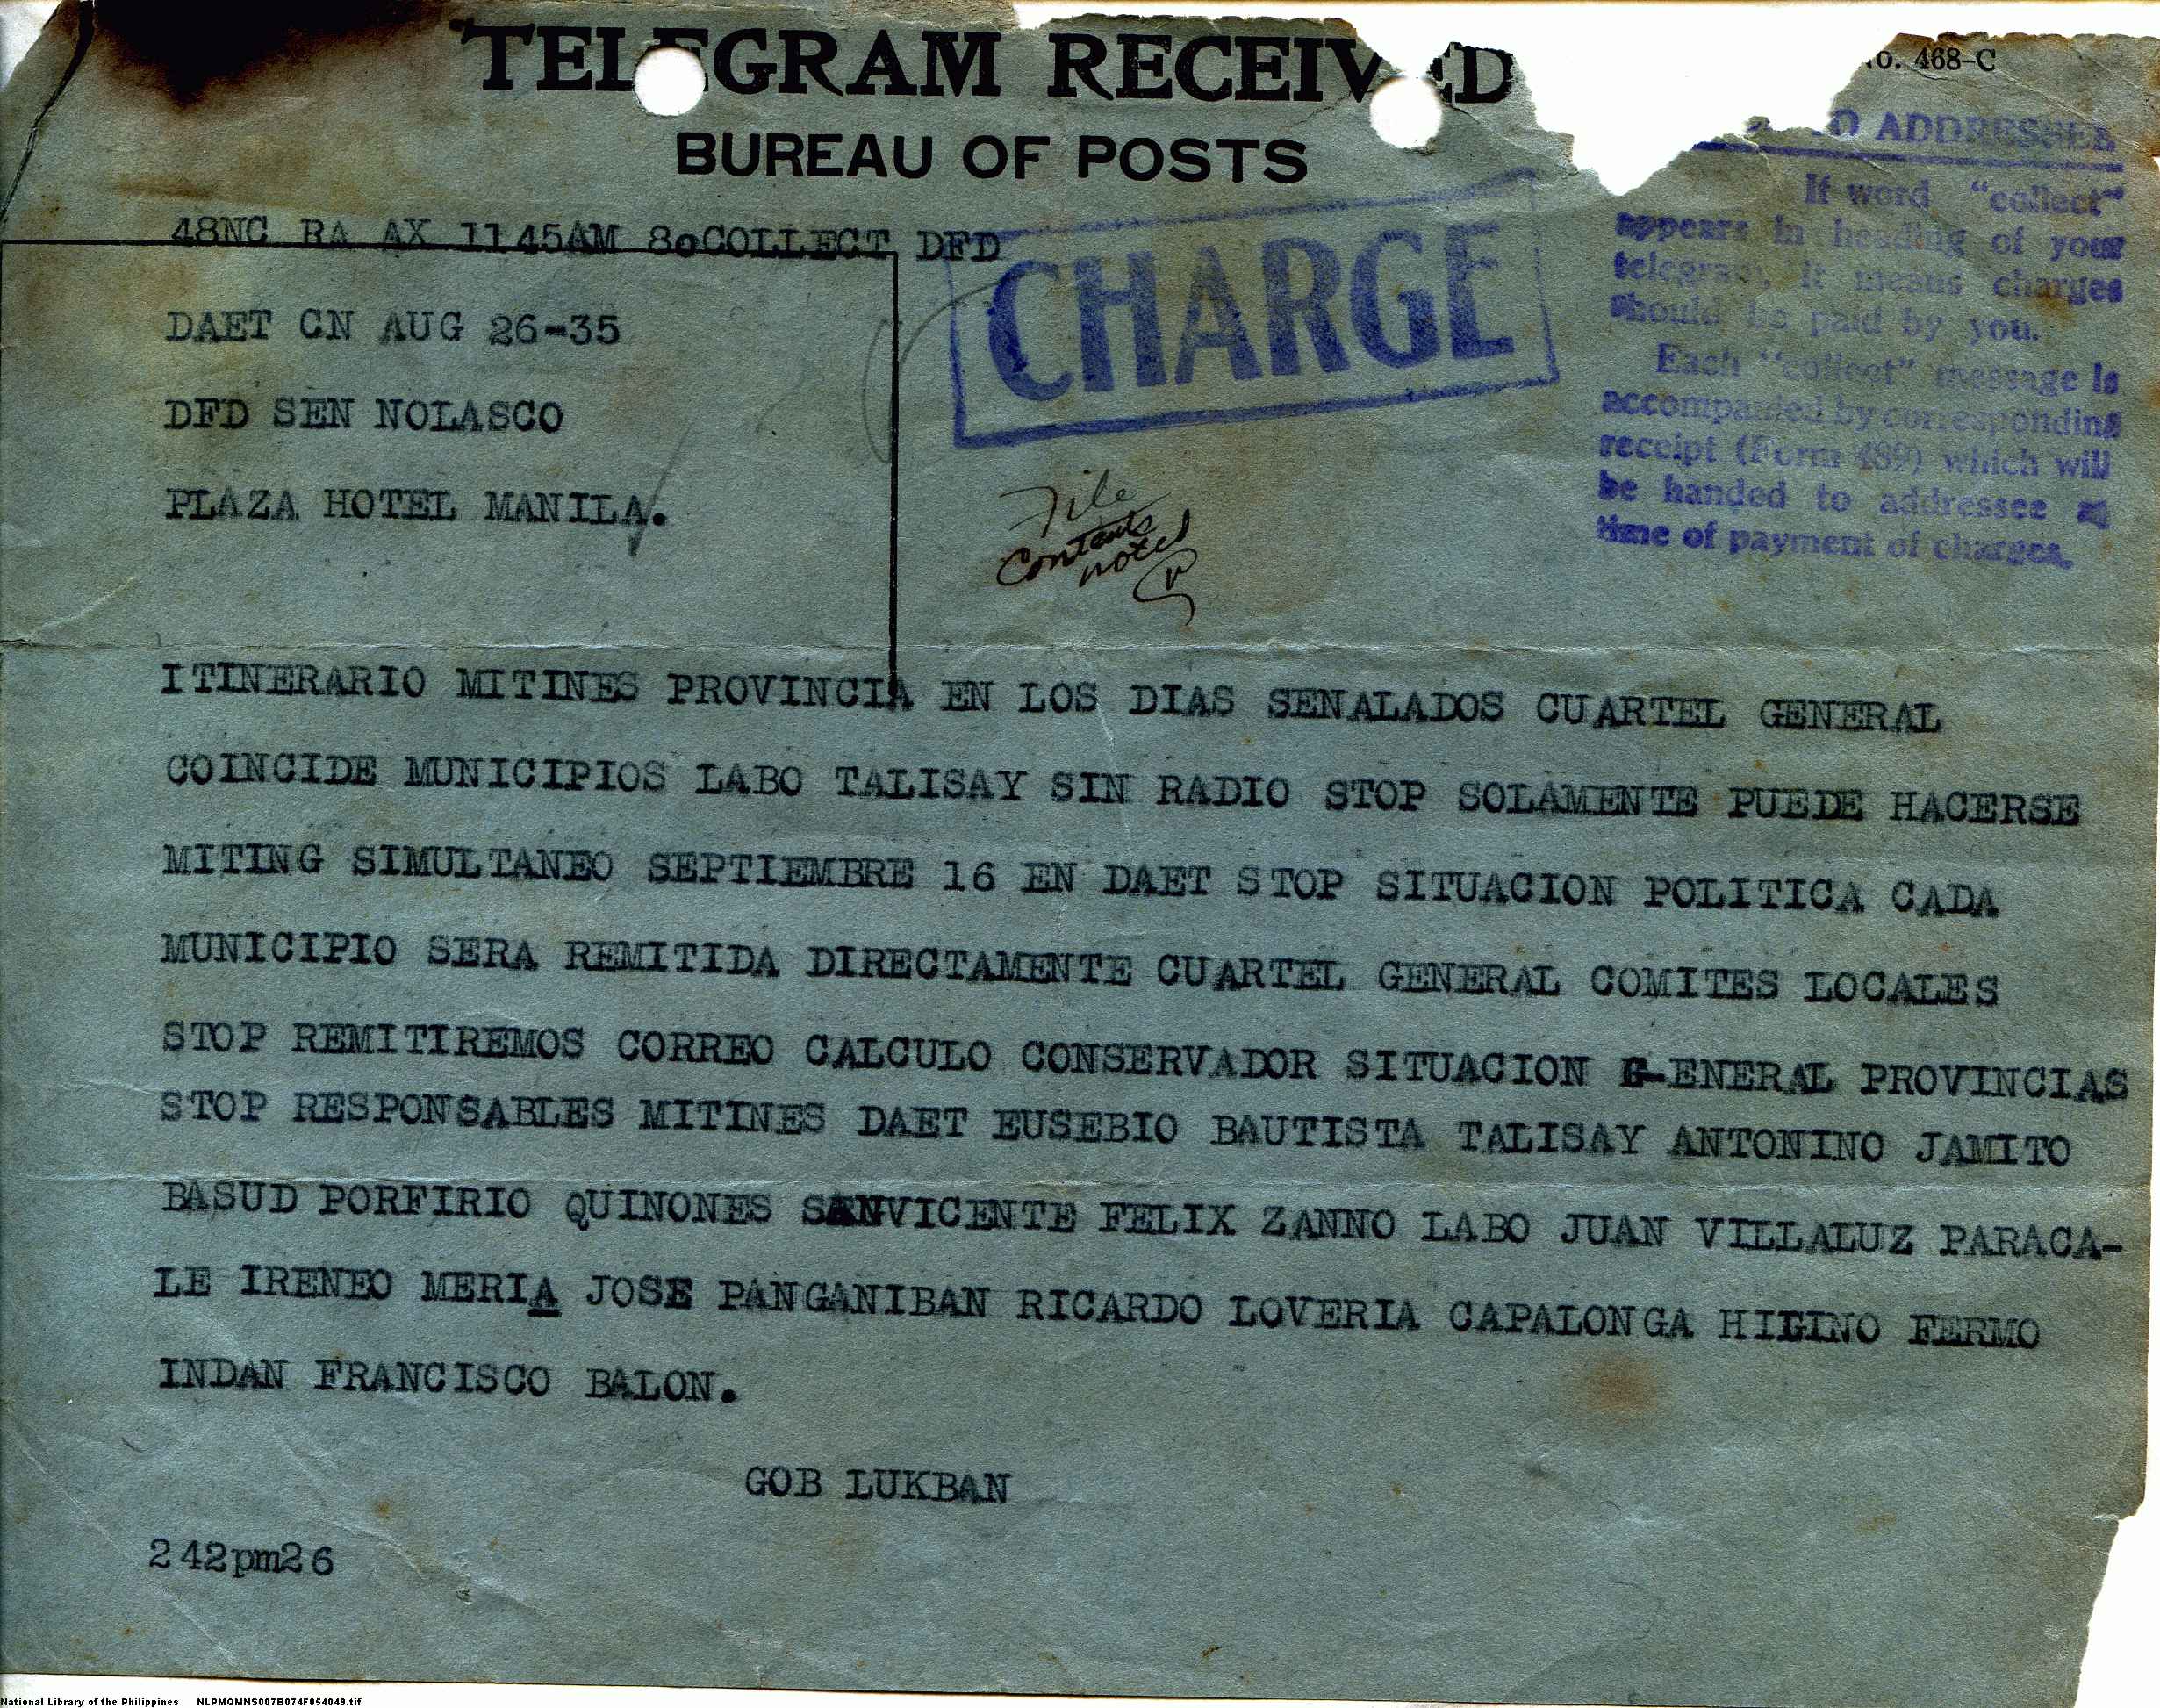 TELEGRAM RECEIVED
No. 468-C
BUREAU OF POSTS
TO ADDRESSEE
If word "collect"
appears in heading of your
telegram, it means charges
should be paid by you.
Each "collect" message is
accompanied by corresponding
receipt (Form 489) which will
be handed to addressee at
time of payment of charges.
CHARGE
48NC RA AX 1145AM 80COLLECT DFD
DAET CN AUG 26-35
DFD SEN NOLASCO
PLAZA HOTEL MANILA.
File
Contents
noted
ITINERARIO MITINES PROVINCIA EN LOS DIAS SENALADOS CUARTEL GENERAL
COINCIDE MUNICIPIOS LABO TALISAY SIN RADIO STOP SOLAMENTE PUEDE HACERSE
MITING SIMULTANEO SEPTIEMBRE 16 EN DAET STOP SITUACION POLITICA CADA
MUNICIPIO SERA REMITIDA DIRECTAMENTE CUARTEL GENERAL COMITES LOCALES
STOP REMITIREMOS CORREO CALCULO CONSERVADOR SITUACION G-ENERAL PROVINCIAS
STOP RESPONSABLES MITINES DAET EUSEBIO BAUTISTA TALISAY ANTONINO JAMITO
BASUD PORFIRIO QUINONES SANVICENTE FELIX ZANNO LABO JUAN VILLALUZ PARACA-
LE IRENEO MERIA JOSE PANGANIBAN RICARDO LOVERIA CAPALONGA HIGINO FERMO
INDAN FRANCISCO BALON.
GOB LUKBAN
242pm26
National Library of the Philippines NLPMQMNS007B074F054049.tif